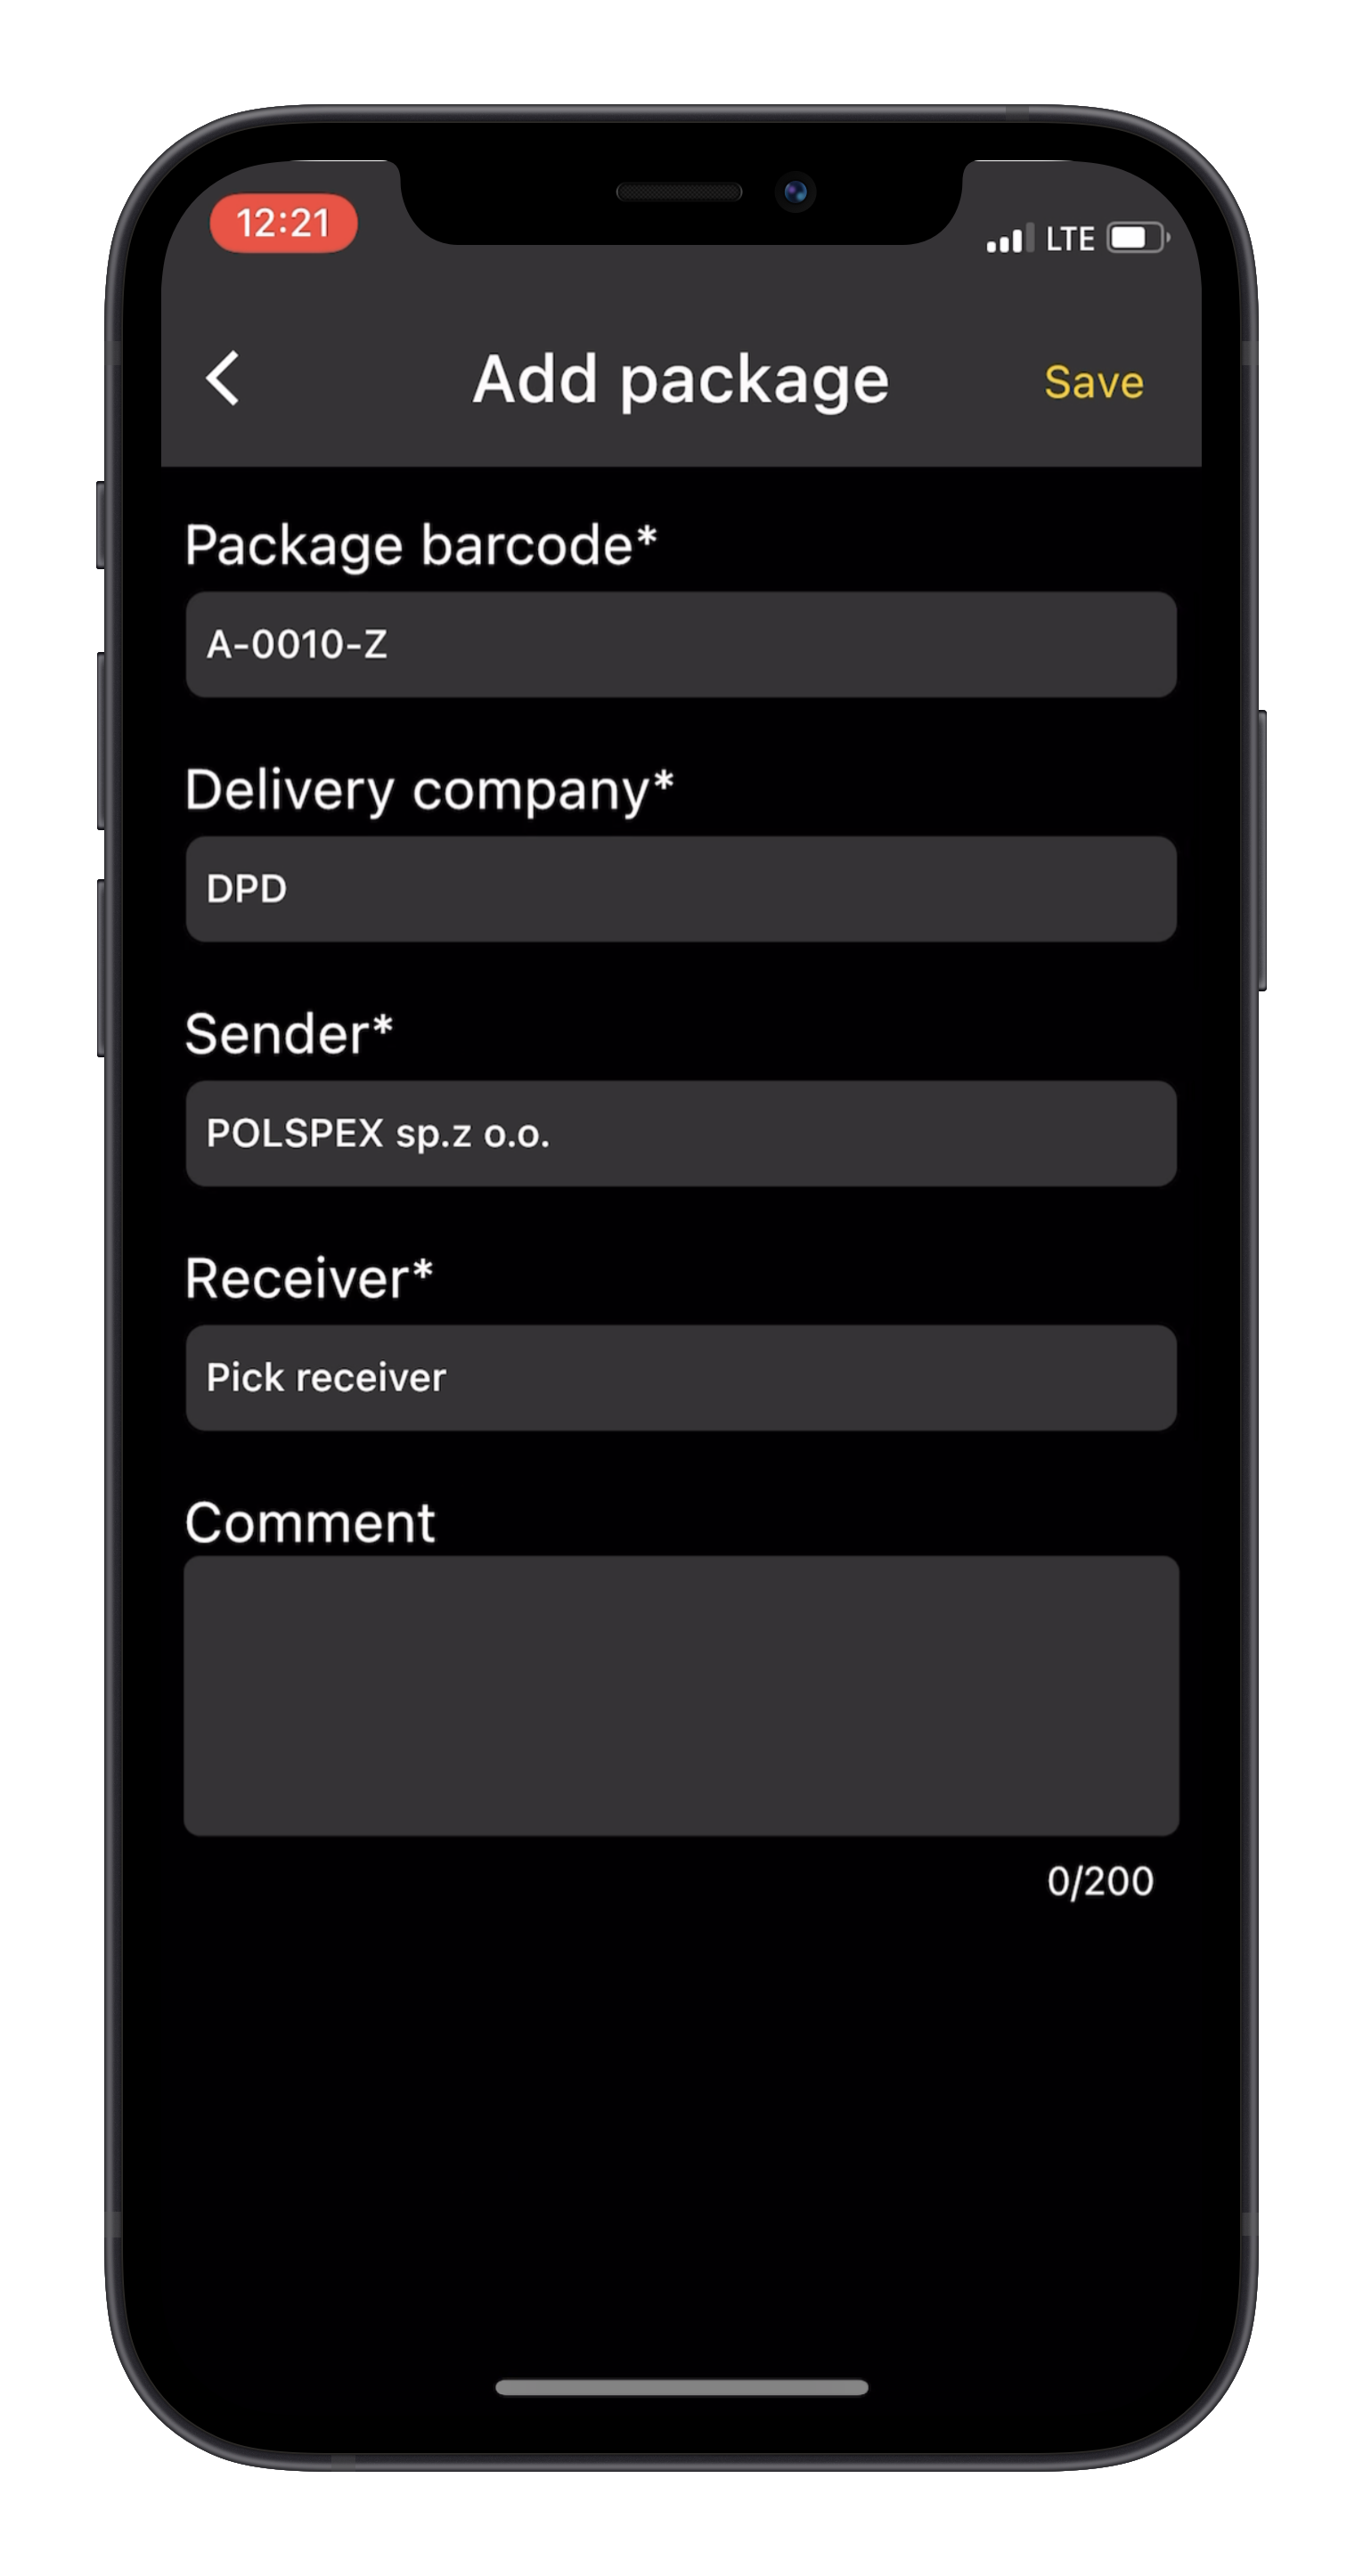 12:21
LTE
Add package
Save
Package barcode*
A-0010-Z
Delivery company*
DPD
Sender*
POLSPEX sp.z o.o.
Receiver*
Pick receiver
Comment
0/200